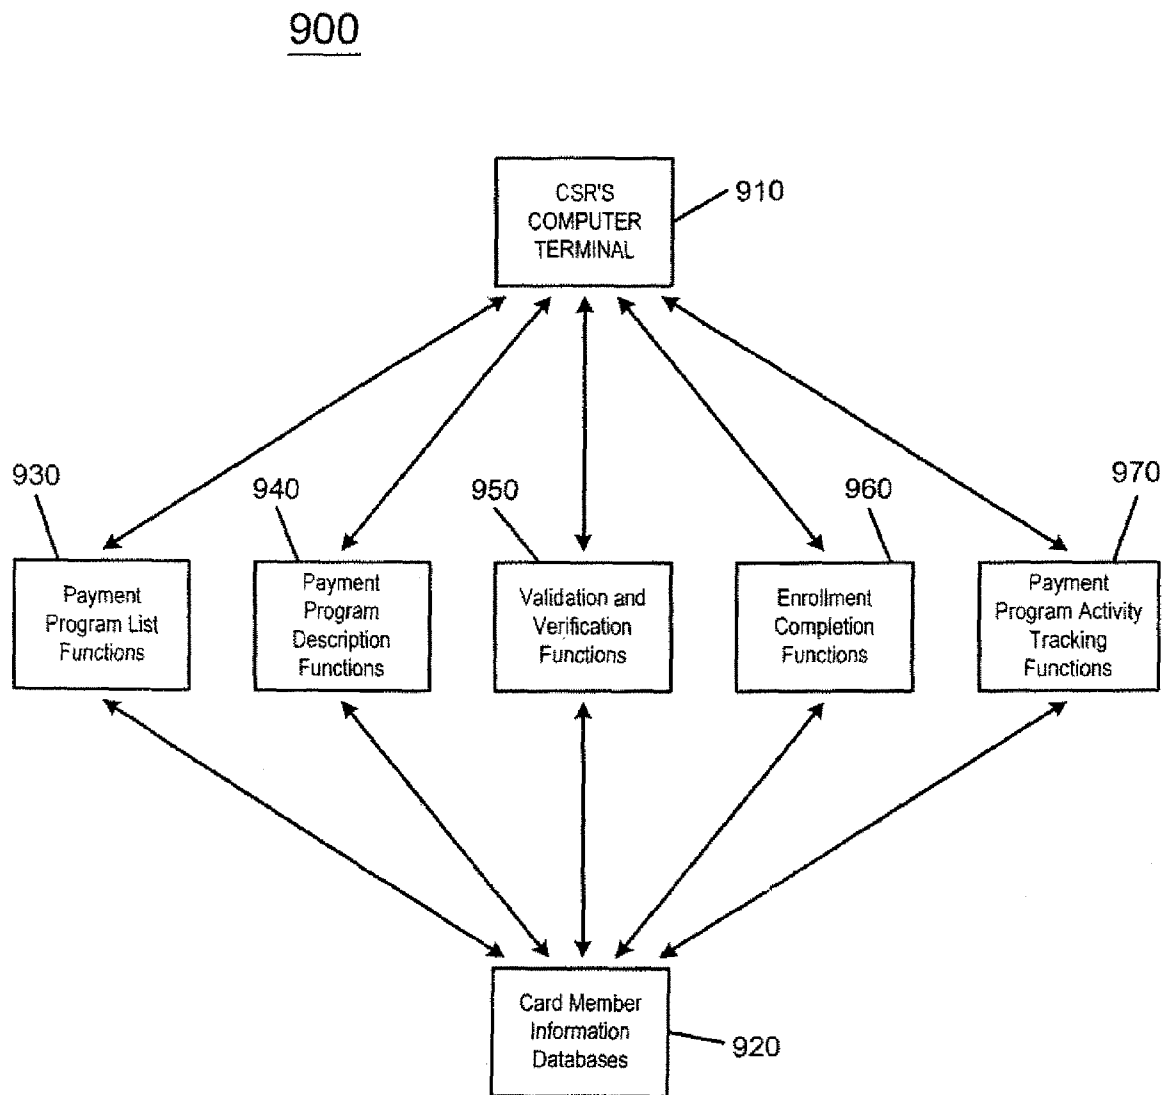 900
CSR'S
COMPUTER
TERMINAL
910
930
940
950
960
970
Payment
Program List
Functions
Payment
Program
Description
Functions
Validation and
Verification
Functions
Enrollment
Completion
Functions
Payment
Program Activity
Tracking
Functions
Card Member
Information
Databases
920